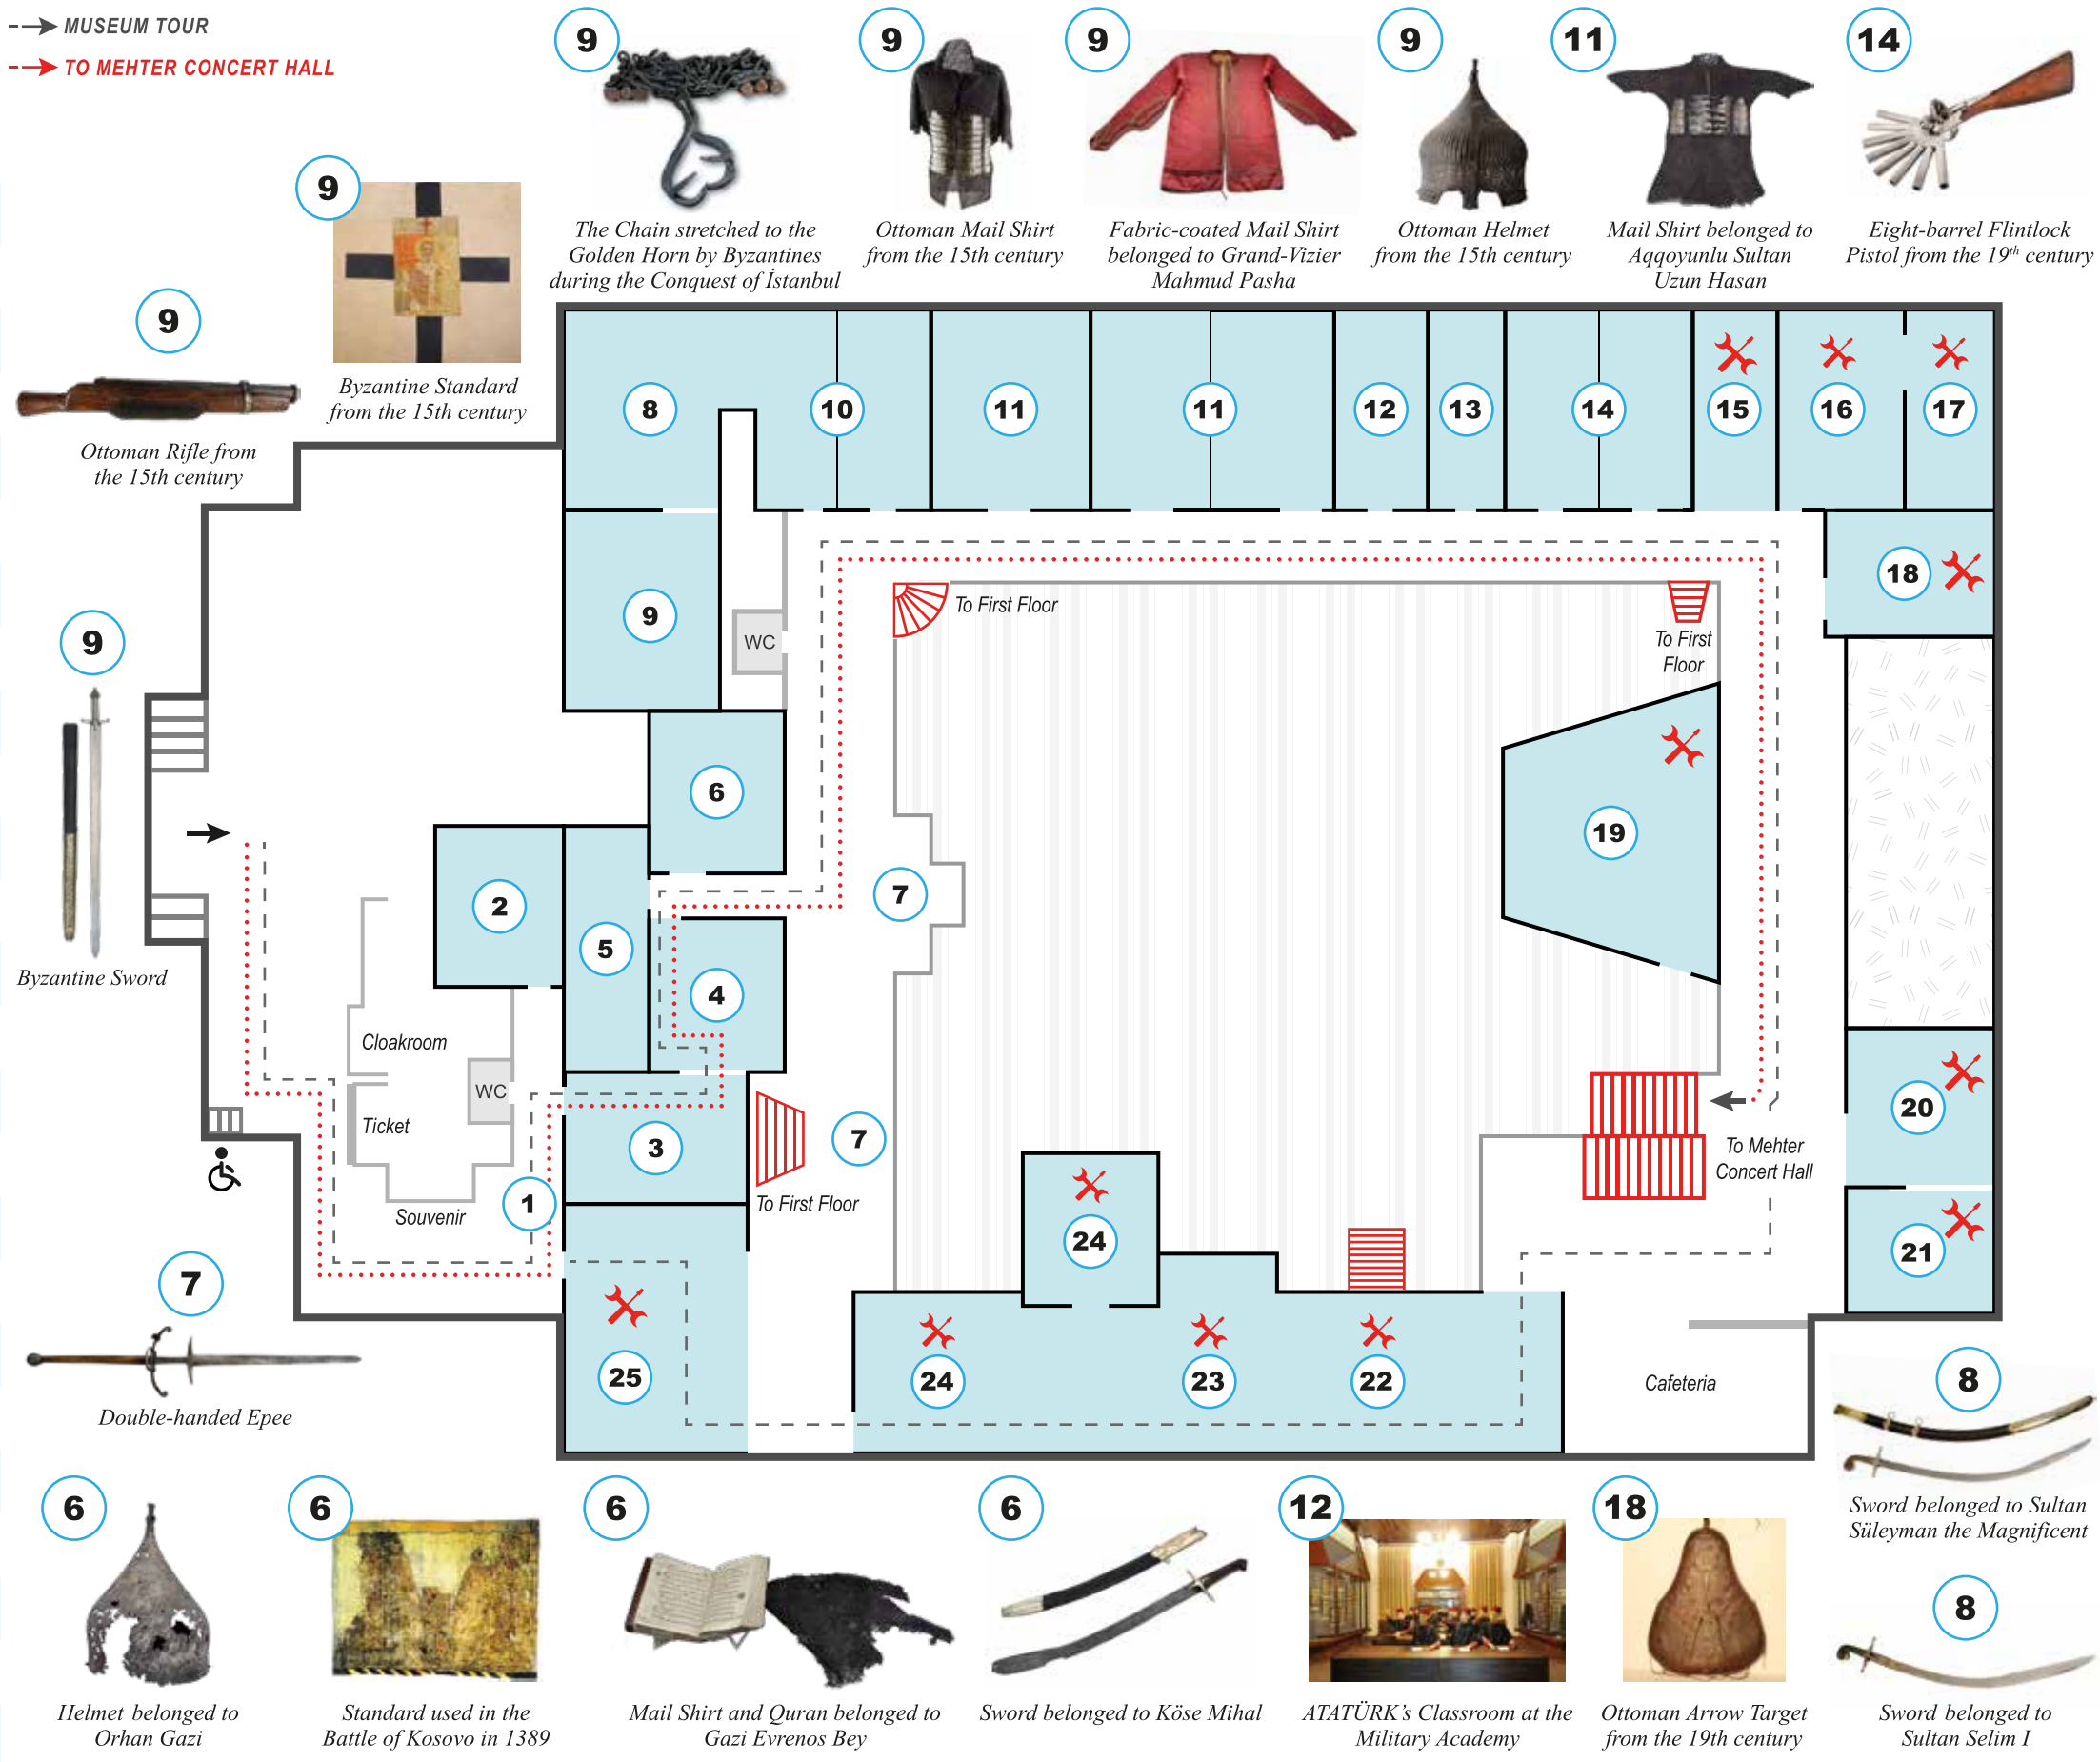 MUSEUM TOUR
TO MEHTER CONCERT HALL
9
9
9
9
11
14
The Chain stretched to the
Golden Horn by Byzantines
during the Conquest of İstanbul
Ottoman Mail Shirt
from the 15th century
Fabric-coated Mail Shirt
belonged to Grand-Vizier
Mahmud Pasha
Ottoman Helmet
from the 15th century
Mail Shirt belonged to
Aqqoyunlu Sultan
Uzun Hasan
Eight-barrel Flintlock
Pistol from the 19th century
9
Byzantine Standard
from the 15th century
9
Ottoman Rifle from
the 15th century
8
10
11
11
12
13
14
15
16
17
18
9
WC
To First Floor
To First
Floor
9
Byzantine Sword
6
19
7
2
5
4
Cloakroom
WC
Ticket
3
7
To First Floor
1
Souvenir
20
To Mehter
Concert Hall
21
24
25
24
23
22
Cafeteria
7
Double-handed Epee
8
Sword belonged to Sultan
Süleyman the Magnificent
6
Helmet belonged to
Orhan Gazi
6
Standard used in the
Battle of Kosovo in 1389
6
Mail Shirt and Quran belonged to
Gazi Evrenos Bey
6
Sword belonged to Köse Mihal
12
ATATÜRK's Classroom at the
Military Academy
18
Ottoman Arrow Target
from the 19th century
8
Sword belonged to
Sultan Selim I